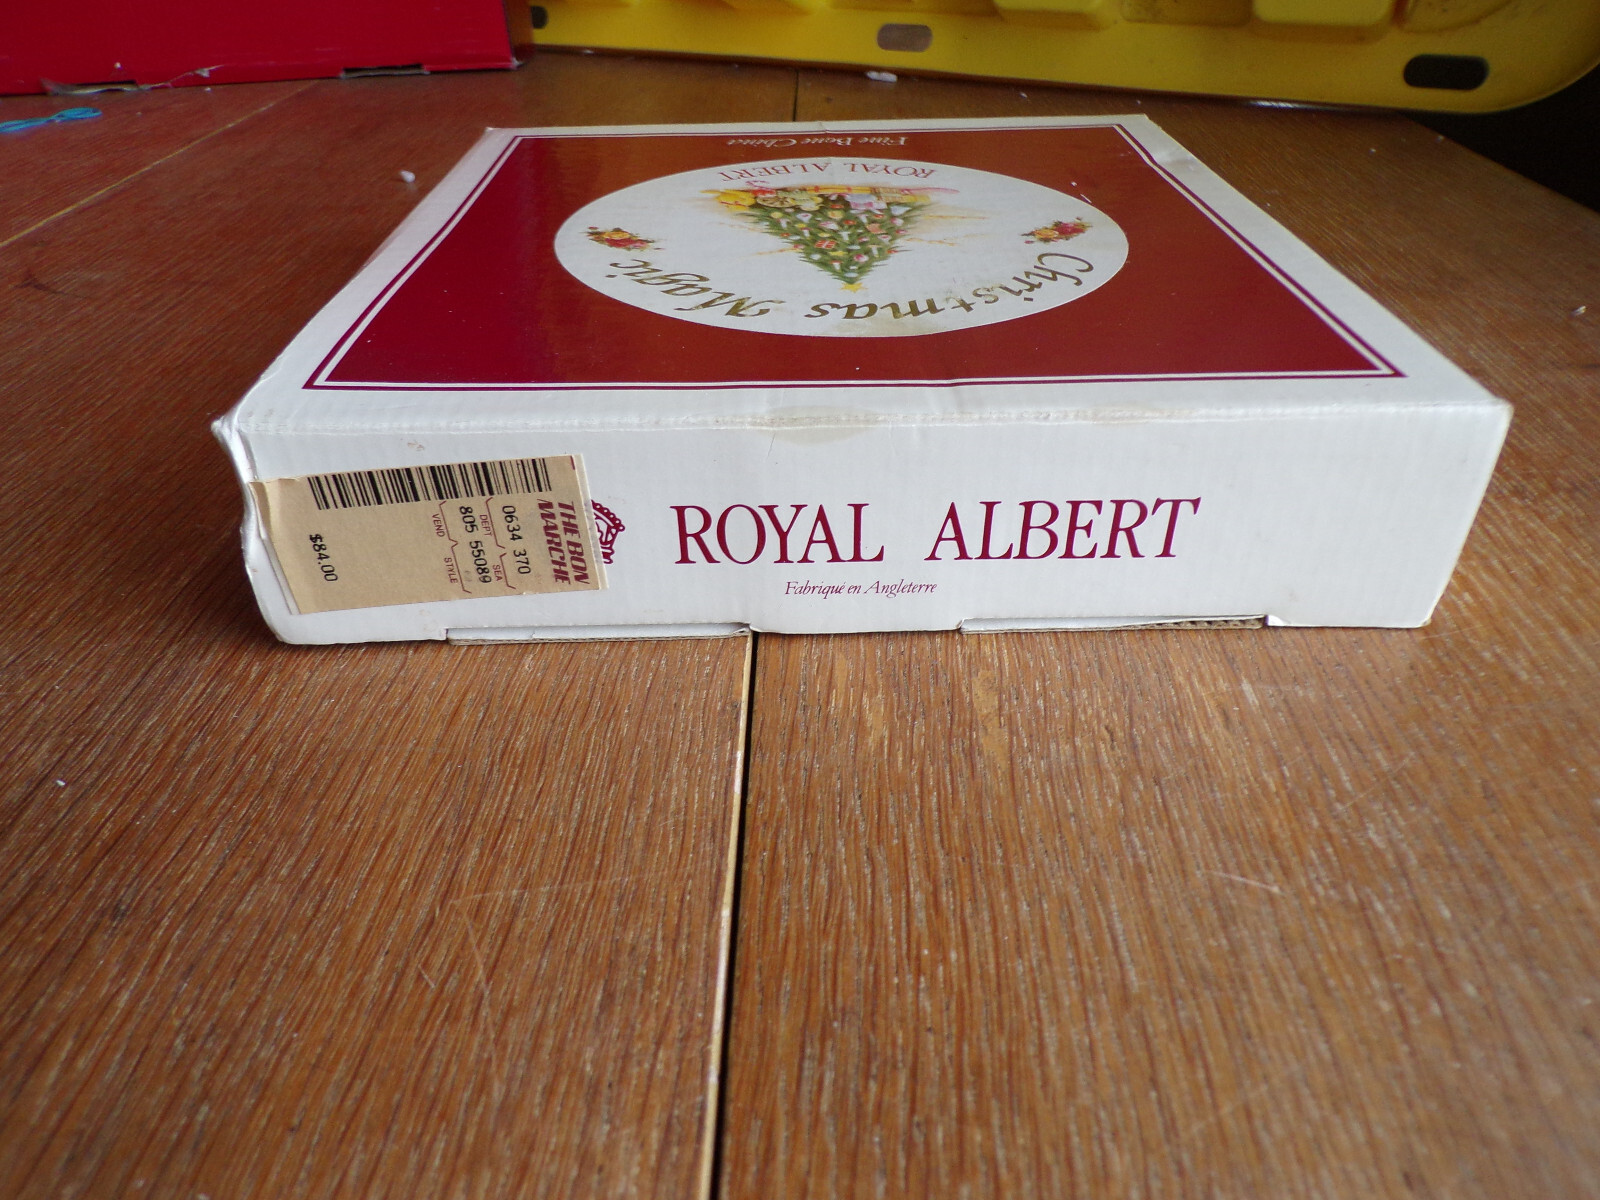 Fine Bone China
ROYAL ALBERT
Christmas Magic
ROYAL ALBERT
Fabriqué en Angleterre
THE BON
MARCHE
0634 370
DEPT SEA
805 55089
VEND STYLE
$84.00